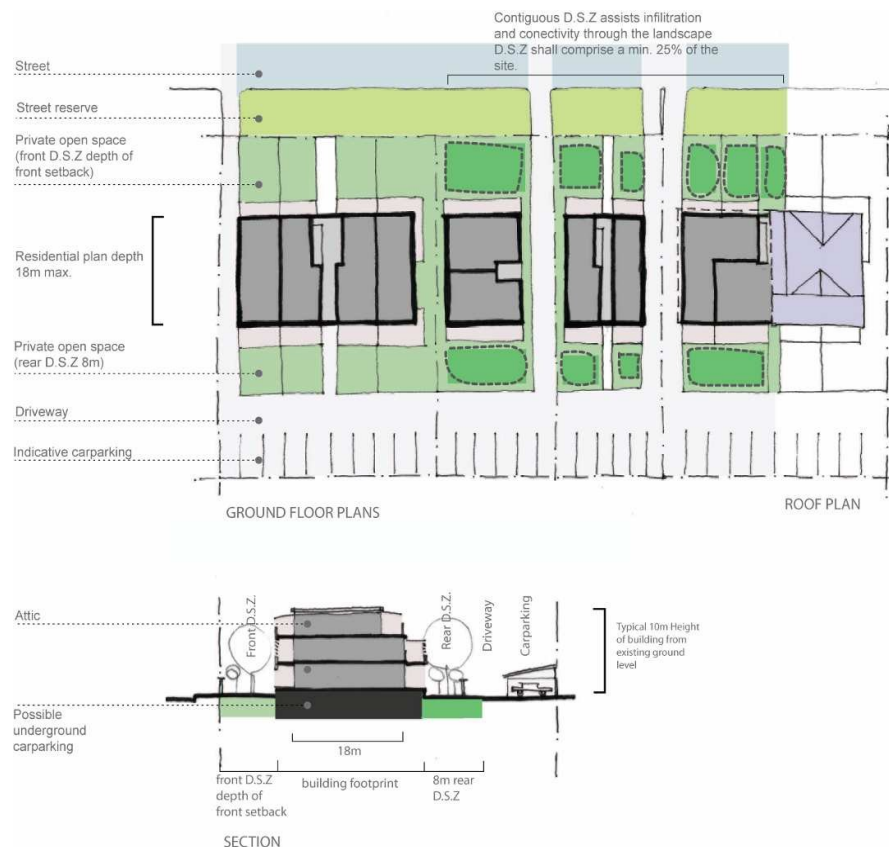 Contiguous D.S.Z assists infilitration
and conectivity through the landscape
D.S.Z shall comprise a min. 25% of the
site.
Street
Street reserve
Private open space
(front D.S.Z depth of
front setback)
Residential plan depth
18m max.
Private open space
(rear D.S.Z 8m)
Driveway
Indicative carparking
GROUND FLOOR PLANS
ROOF PLAN
Attic
Front D.S.Z.
Rear D.S.Z.
Driveway
Carparking
Typical 10m Height
of building from
existing ground
level
Possible
underground
carparking
18m
front D.S.Z
depth of
front setback
building footprint
8m rear
D.S.Z
SECTION